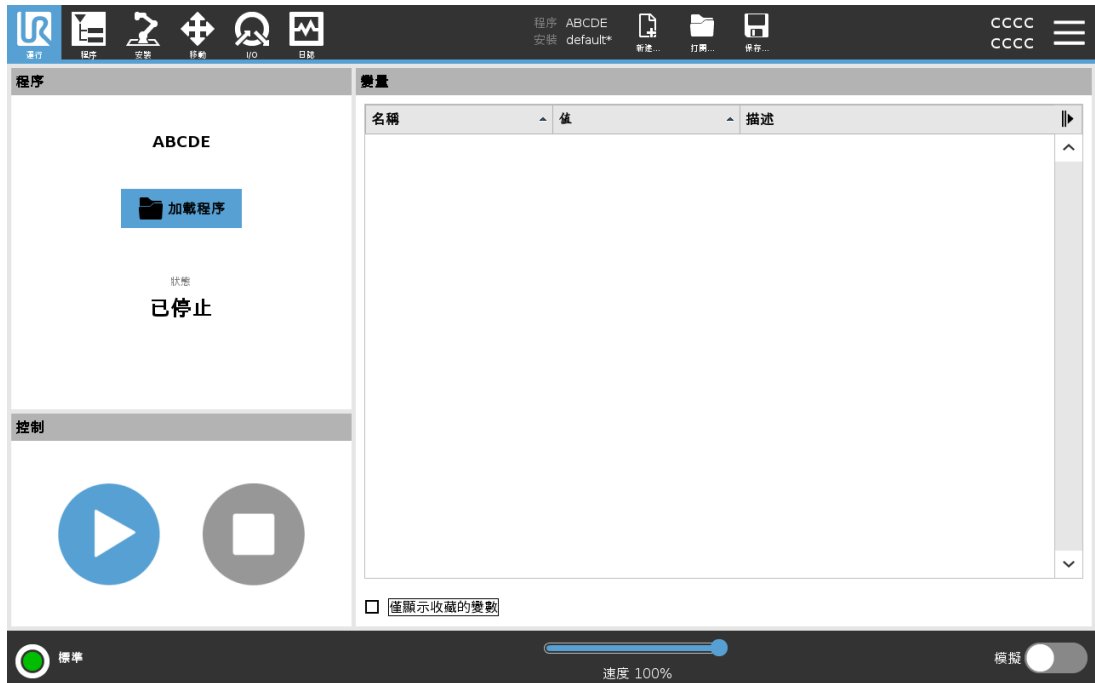 UR
運行
程序
安裝
移動
I/O
日誌
程序 ABCDE
安裝 default*
新建...
打開...
保存...
CCCC
CCCC
程序
ABCDE
加載程序
狀態
已停止
控制
變量
名稱
值
描述
僅顯示收藏的變數
標準
速度 100%
模擬